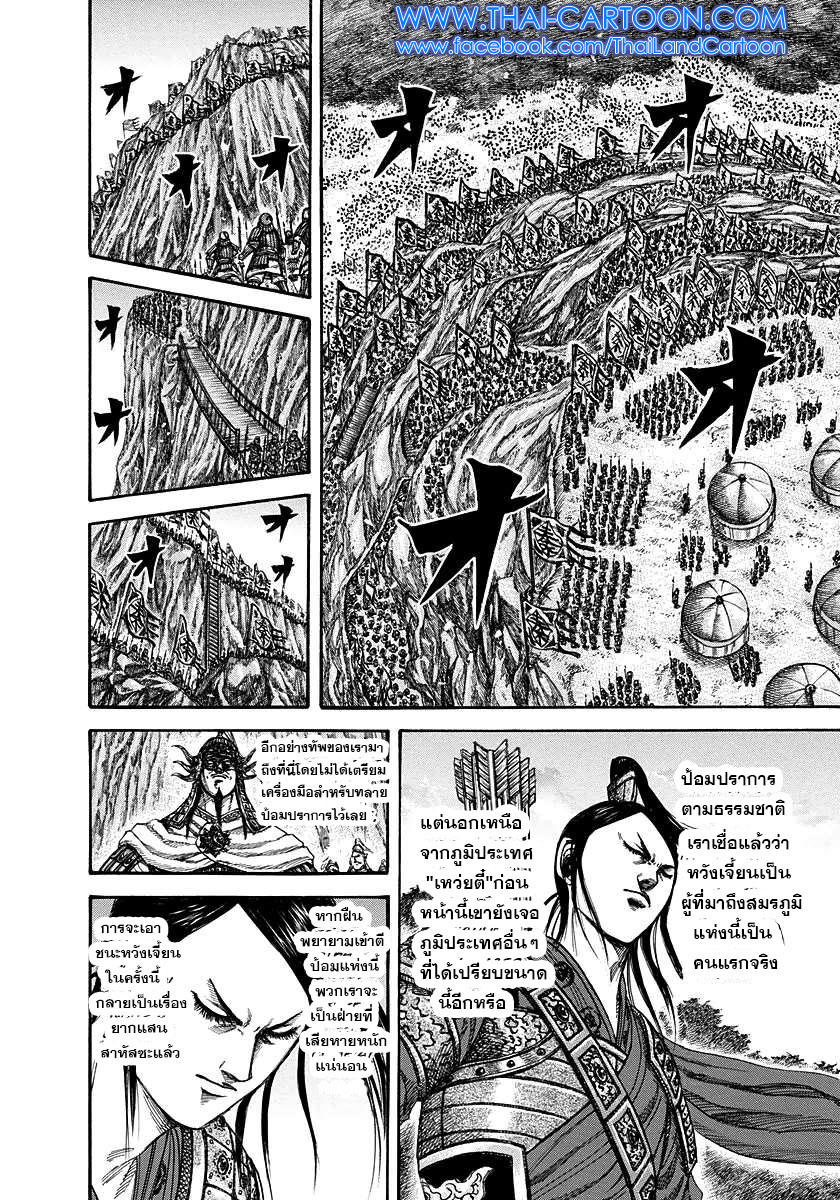 WWW.THAI-CARTOON.COM
www.facebook.com/ThaiLandCartoon
オ
オ
オ
オ
オ
オ
オ
オ
オ
オ
オ
オ
ป้อมปราการ
ตามธรรมชาติ
เราเชื่อแล้วว่า
หวังเจี้ยนเป็น
ผู้ที่มาถึงสมรภูมิ
แห่งนี้เป็น
คนแรกจริง
แต่นอกเหนือ
จากภูมิประเทศ
"เหว่ยตี๋"ก่อน
หน้านี้เขายังเจอ
ภูมิประเทศอื่นๆ
ที่ได้เปรียบขนาด
นี้อีกหรือ
อีกอย่างทัพของเรามา
ถึงที่นี่โดยไม่ได้เตรียม
เครื่องมือสำหรับทลาย
ป้อมปราการไว้เลย
หากฝืน
พยายามเข้าตี
ป้อมแห่งนี้
พวกเราจะ
เป็นฝ่ายที่
เสียหายหนัก
แน่นอน
การจะเอา
ชนะหวังเจี้ยน
ในครั้งนี้
กลายเป็นเรื่อง
ยากแสน
สาหัสซะแล้ว